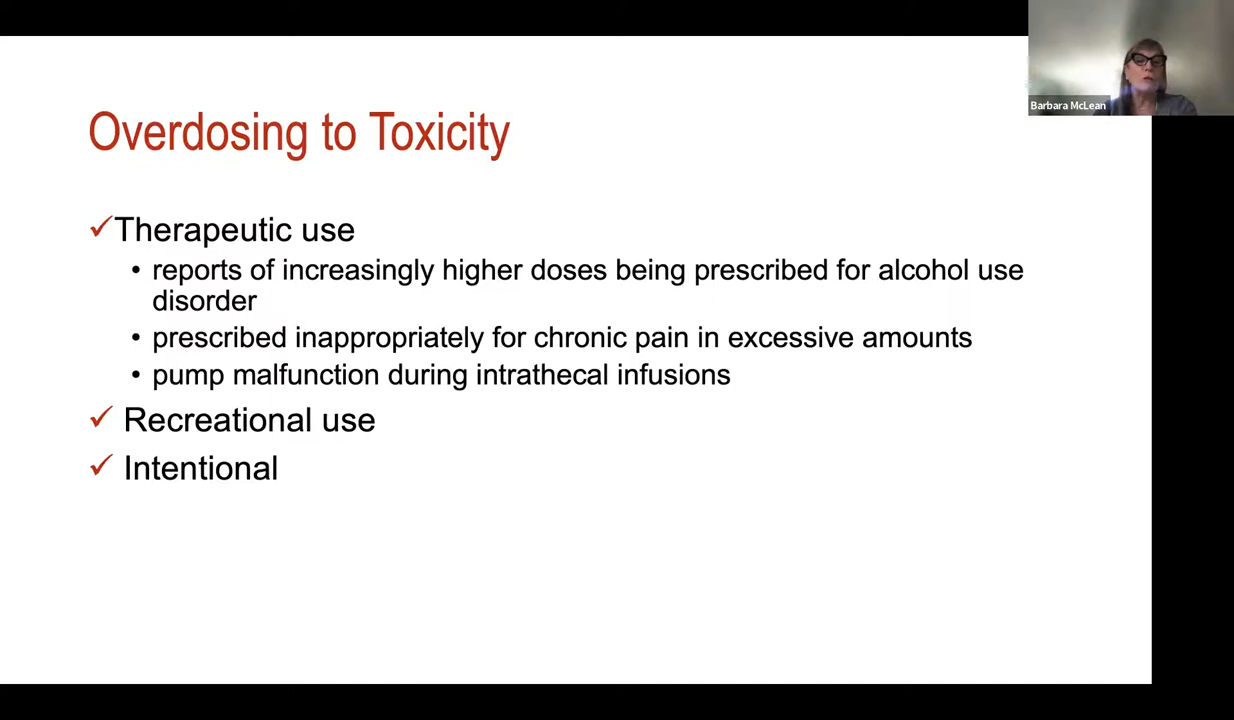 Overdosing to Toxicity
Therapeutic use
reports of increasingly higher doses being prescribed for alcohol use
disorder
prescribed inappropriately for chronic pain in excessive amounts
pump malfunction during intrathecal infusions
Recreational use
Intentional
Barbara McLean